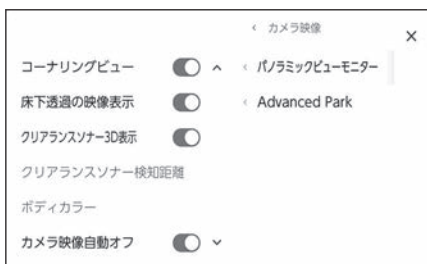 ‹ カメラ映像
×
コーナリングビュー
‹ パノラミックビューモニター
床下透過の映像表示
‹ Advanced Park
クリアランスソナー3D表示
クリアランスソナー検知距離
ボディカラー
カメラ映像自動オフ